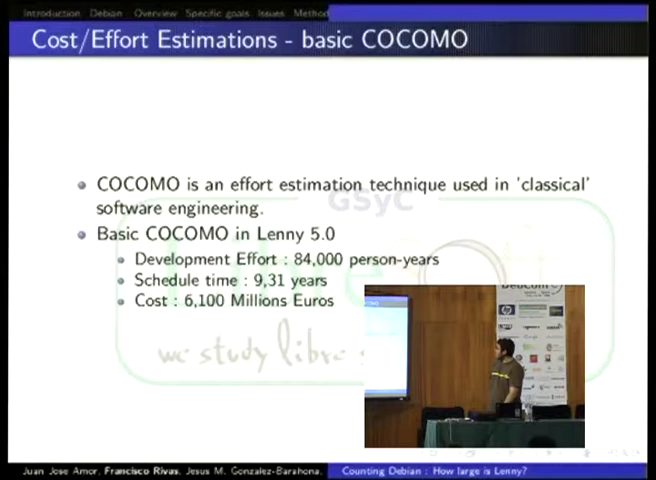 Introduction Debian Overview Specific goals Issues Method
Cost/Effort Estimations - basic COCOMO
COCOMO is an effort estimation technique used in 'classical'
software engineering.
Basic COCOMO in Lenny 5.0
Development Effort : 84,000 person-years
Schedule time : 9,31 years
Cost : 6,100 Millions Euros
GSyC
Libre
we study libre
DebConf
hp
Juan Jose Amor, Francisco Rivas, Jesus M. Gonzalez-Barahona,
Counting Debian : How large is Lenny?